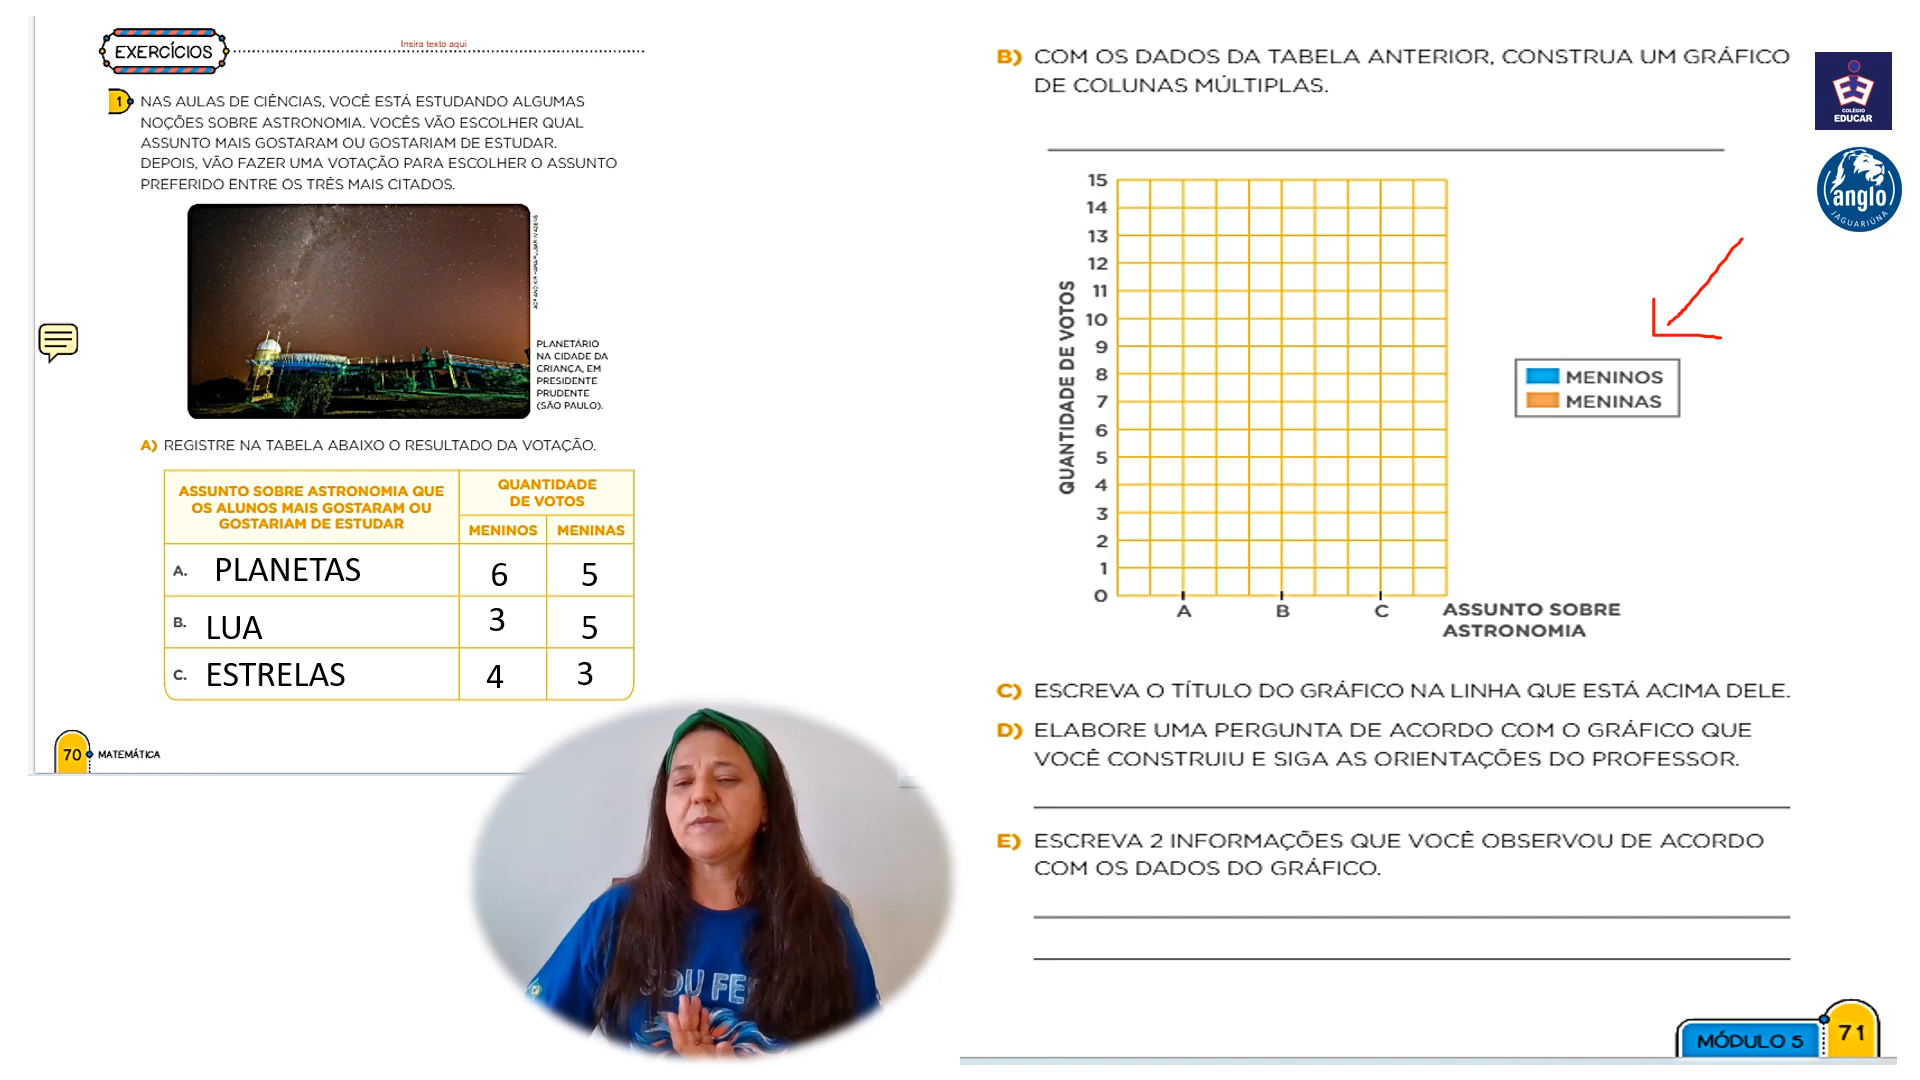 EXERCÍCIOS
Insira texto aqui
1 NAS AULAS DE CIÊNCIAS, VOCÊ ESTÁ ESTUDANDO ALGUMAS
NOÇÕES SOBRE ASTRONOMIA. VOCÊS VÃO ESCOLHER QUAL
ASSUNTO MAIS GOSTARAM OU GOSTARIAM DE ESTUDAR.
DEPOIS, VÃO FAZER UMA VOTAÇÃO PARA ESCOLHER O ASSUNTO
PREFERIDO ENTRE OS TRÊS MAIS CITADOS.
PLANETÁRIO
NA CIDADE DA
CRIANÇA, EM
PRESIDENTE
PRUDENTE
(SÃO PAULO).
A) REGISTRE NA TABELA ABAIXO O RESULTADO DA VOTAÇÃO.
ASSUNTO SOBRE ASTRONOMIA QUE
OS ALUNOS MAIS GOSTARAM OU
GOSTARIAM DE ESTUDAR
QUANTIDADE
DE VOTOS
MENINOS MENINAS
A. PLANETAS 6 5
B. LUA 3 5
C. ESTRELAS 4 3
70 MATEMÁTICA
SOU FE
B) COM OS DADOS DA TABELA ANTERIOR, CONSTRUA UM GRÁFICO
DE COLUNAS MÚLTIPLAS.
COLÉGIO
EDUCAR
anglo
JAGUARIÚNA
QUANTIDADE DE VOTOS
15
14
13
12
11
10
9
8
7
6
5
4
3
2
1
0
A B C
ASSUNTO SOBRE
ASTRONOMIA
MENINOS
MENINAS
C) ESCREVA O TÍTULO DO GRÁFICO NA LINHA QUE ESTÁ ACIMA DELE.
D) ELABORE UMA PERGUNTA DE ACORDO COM O GRÁFICO QUE
VOCÊ CONSTRUIU E SIGA AS ORIENTAÇÕES DO PROFESSOR.
E) ESCREVA 2 INFORMAÇÕES QUE VOCÊ OBSERVOU DE ACORDO
COM OS DADOS DO GRÁFICO.
MÓDULO 5 71